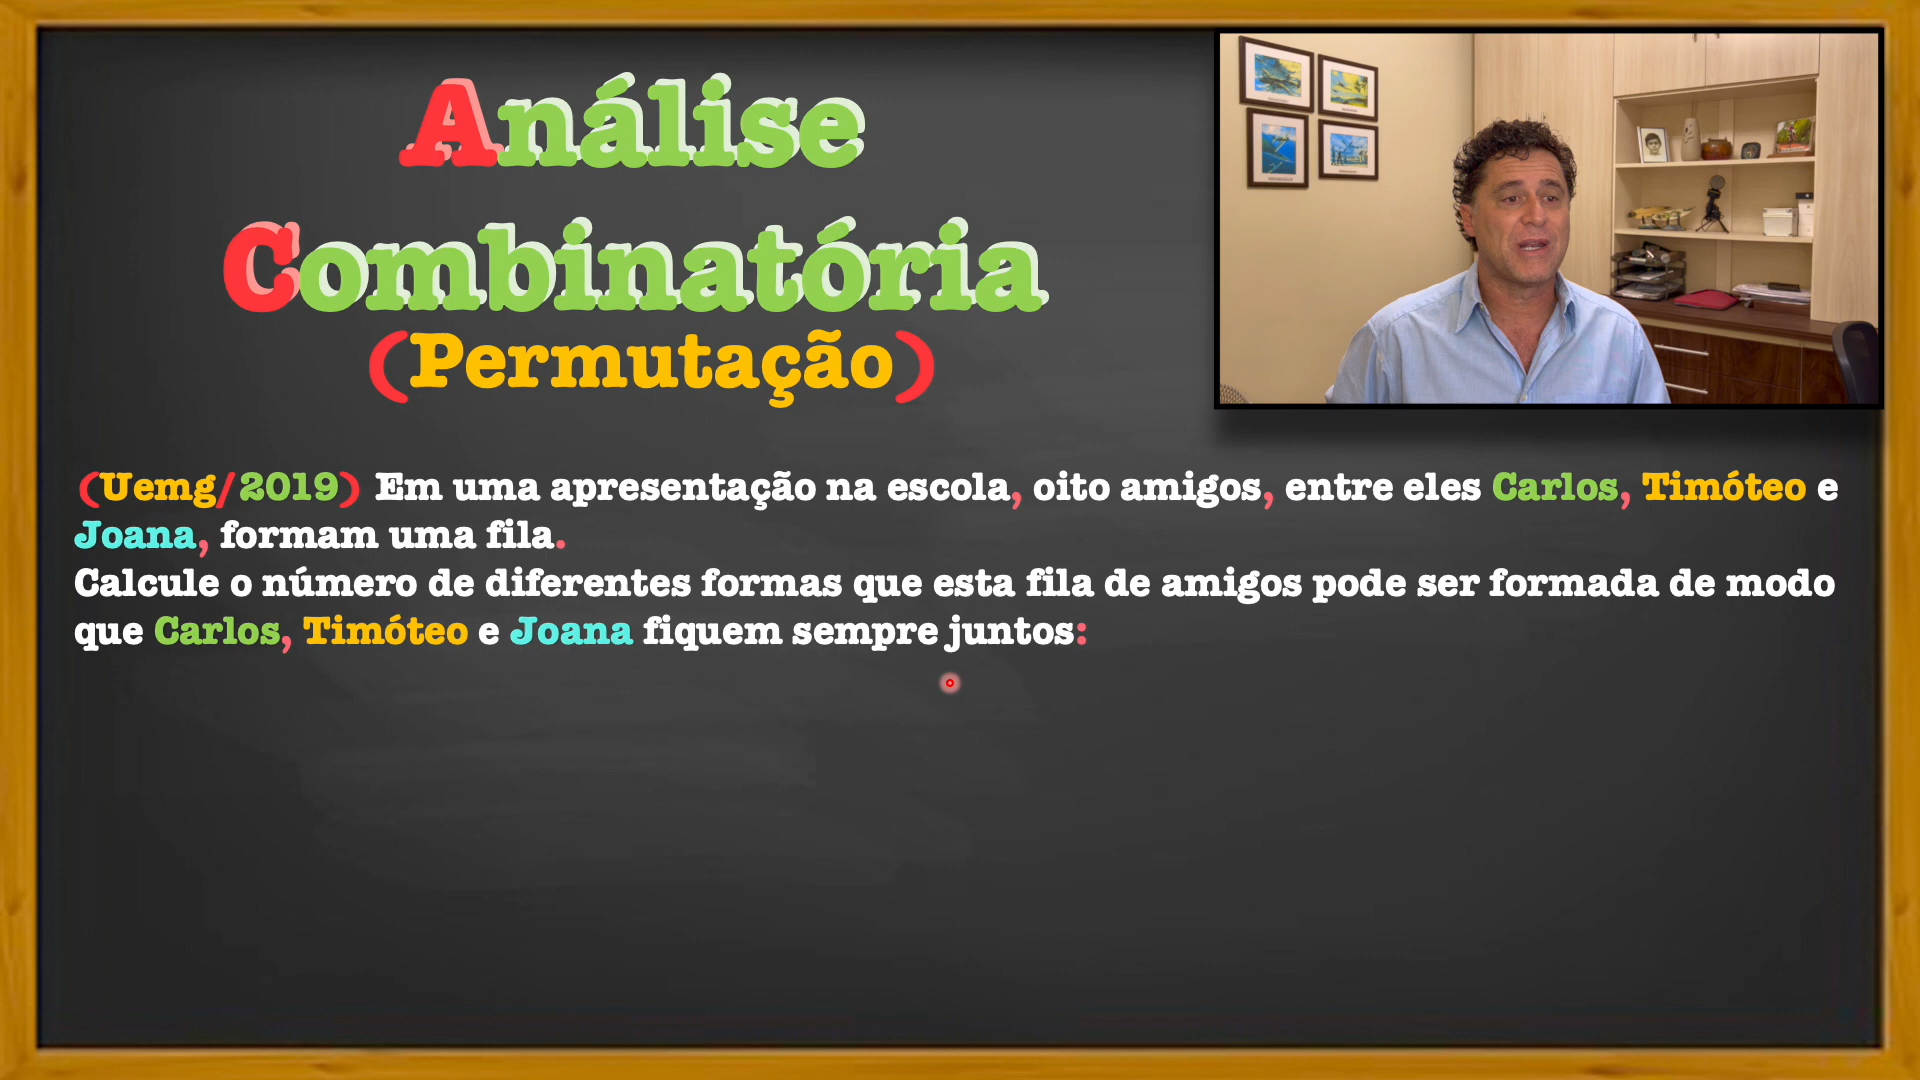 Análise
Combinatória
(Permutação)
(Uemg/2019) Em uma apresentação na escola, oito amigos, entre eles Carlos, Timóteo e
Joana, formam uma fila.
Calcule o número de diferentes formas que esta fila de amigos pode ser formada de modo
que Carlos, Timóteo e Joana fiquem sempre juntos: